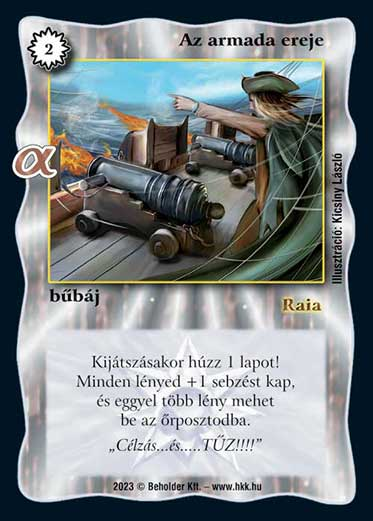 2
Az armada ereje
α
Illusztráció: Kicsiny László
bűbáj
Raia
Kijátszásakor húzz 1 lapot!
Minden lényed +1 sebzést kap,
és eggyel több lény mehet
be az őrposztodba.
„Célzás...és.....TŰZ!!!!”
2023 © Beholder Kft. – www.hkk.hu